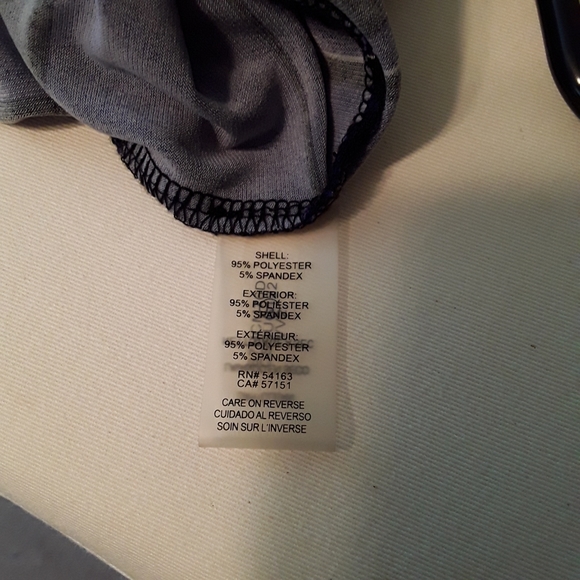 SHELL:
95% POLYESTER
5% SPANDEX
EXTERIOR:
95% POLIÉSTER
5% SPANDEX
EXTÉRIEUR:
95% POLYESTER
5% SPANDEX
RN# 54163
CA# 57151
CARE ON REVERSE
CUIDADO AL REVERSO
SOIN SUR L'INVERSE